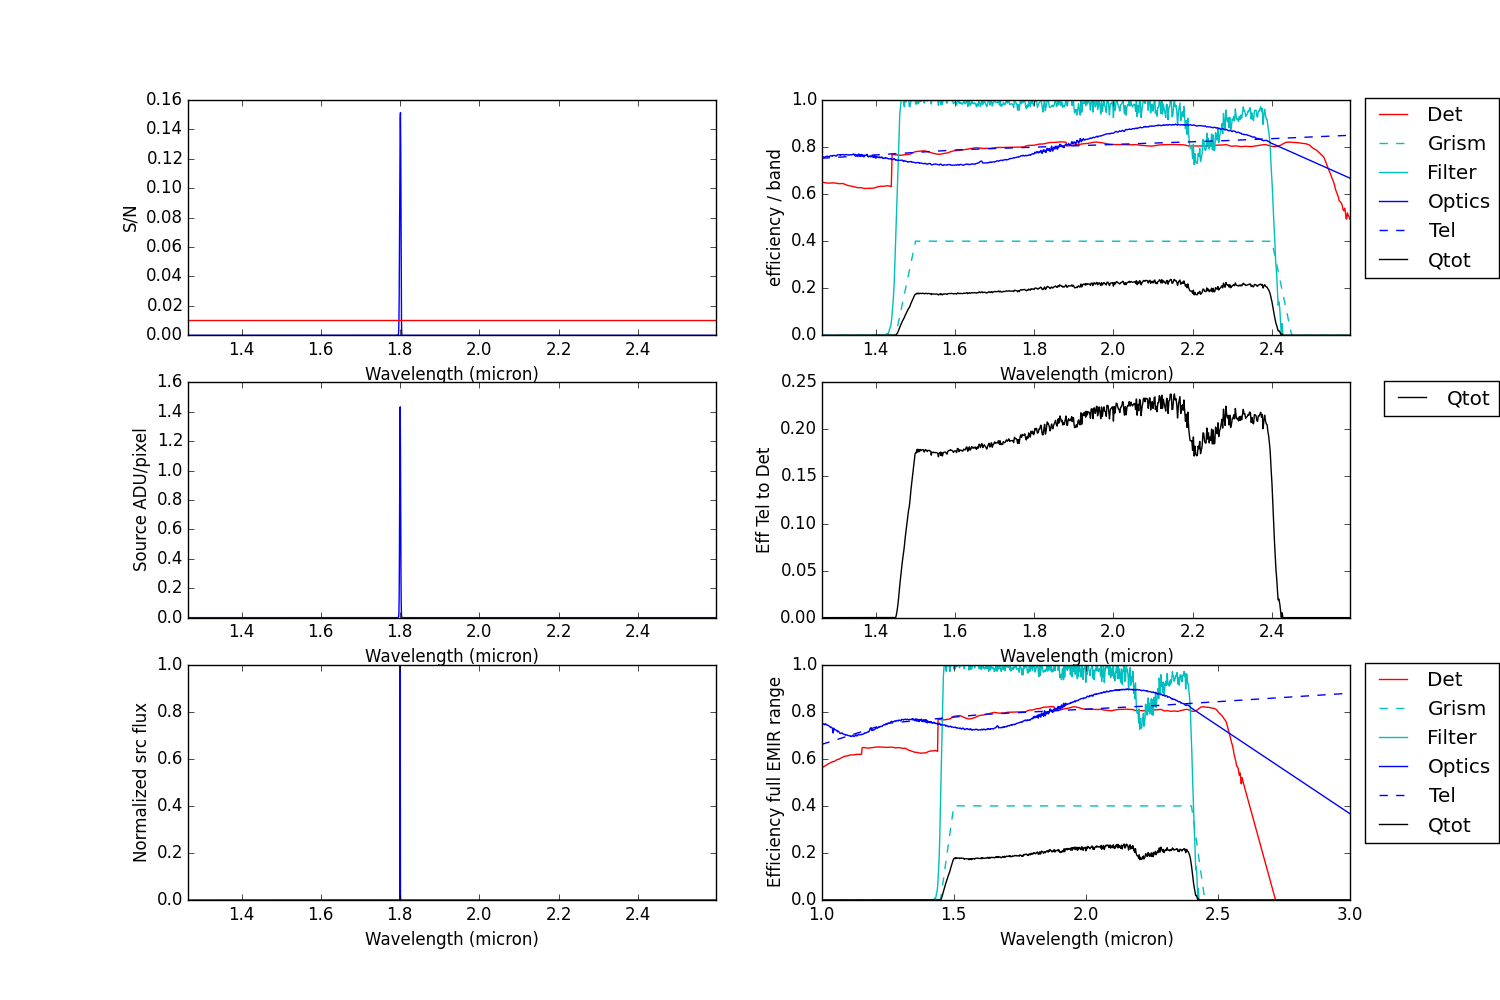 S/N
0.16
0.14
0.12
0.10
0.08
0.06
0.04
0.02
0.00
1.4 1.6 1.8 2.0 2.2 2.4
Wavelength (micron)
efficiency / band
1.0
0.8
0.6
0.4
0.2
0.0
1.4 1.6 1.8 2.0 2.2 2.4
Wavelength (micron)
Det
Grism
Filter
Optics
Tel
Qtot
Source ADU/pixel
1.6
1.4
1.2
1.0
0.8
0.6
0.4
0.2
0.0
1.4 1.6 1.8 2.0 2.2 2.4
Wavelength (micron)
Eff Tel to Det
0.25
0.20
0.15
0.10
0.05
0.00
1.4 1.6 1.8 2.0 2.2 2.4
Wavelength (micron)
Qtot
Normalized src flux
1.0
0.8
0.6
0.4
0.2
0.0
1.4 1.6 1.8 2.0 2.2 2.4
Wavelength (micron)
Efficiency full EMIR range
1.0
0.8
0.6
0.4
0.2
0.0
1.0 1.5 2.0 2.5 3.0
Wavelength (micron)
Det
Grism
Filter
Optics
Tel
Qtot